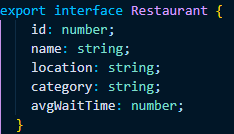 export interface Restaurant {
id: number;
name: string;
location: string;
category: string;
avgWaitTime: number;
}